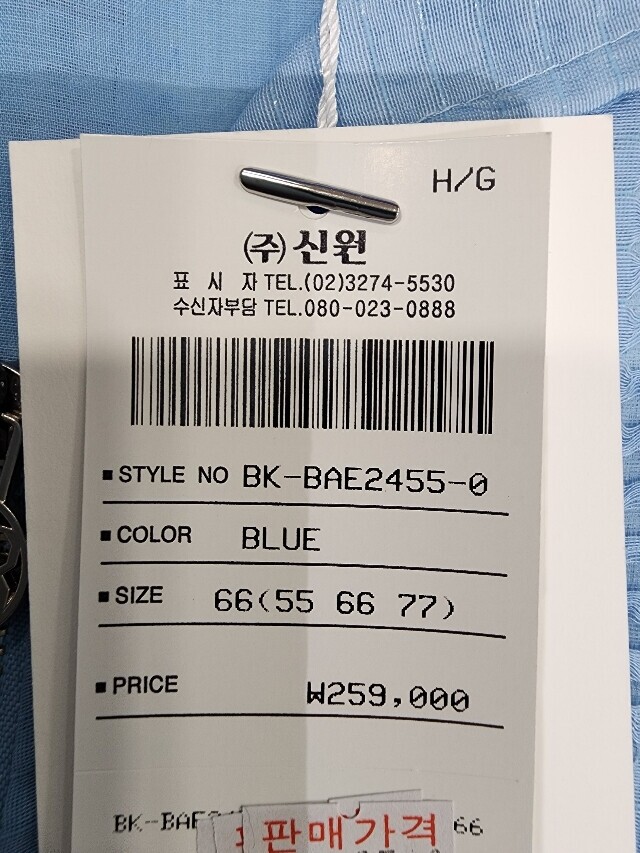 H/G
(주)신원
표 시 자 TEL.(02)3274-5530
수신자부담 TEL.080-023-0888
■ STYLE NO BK-BAE2455-0
■ COLOR BLUE
■ SIZE 66(55 66 77)
■ PRICE ₩259,000
판매가격
66